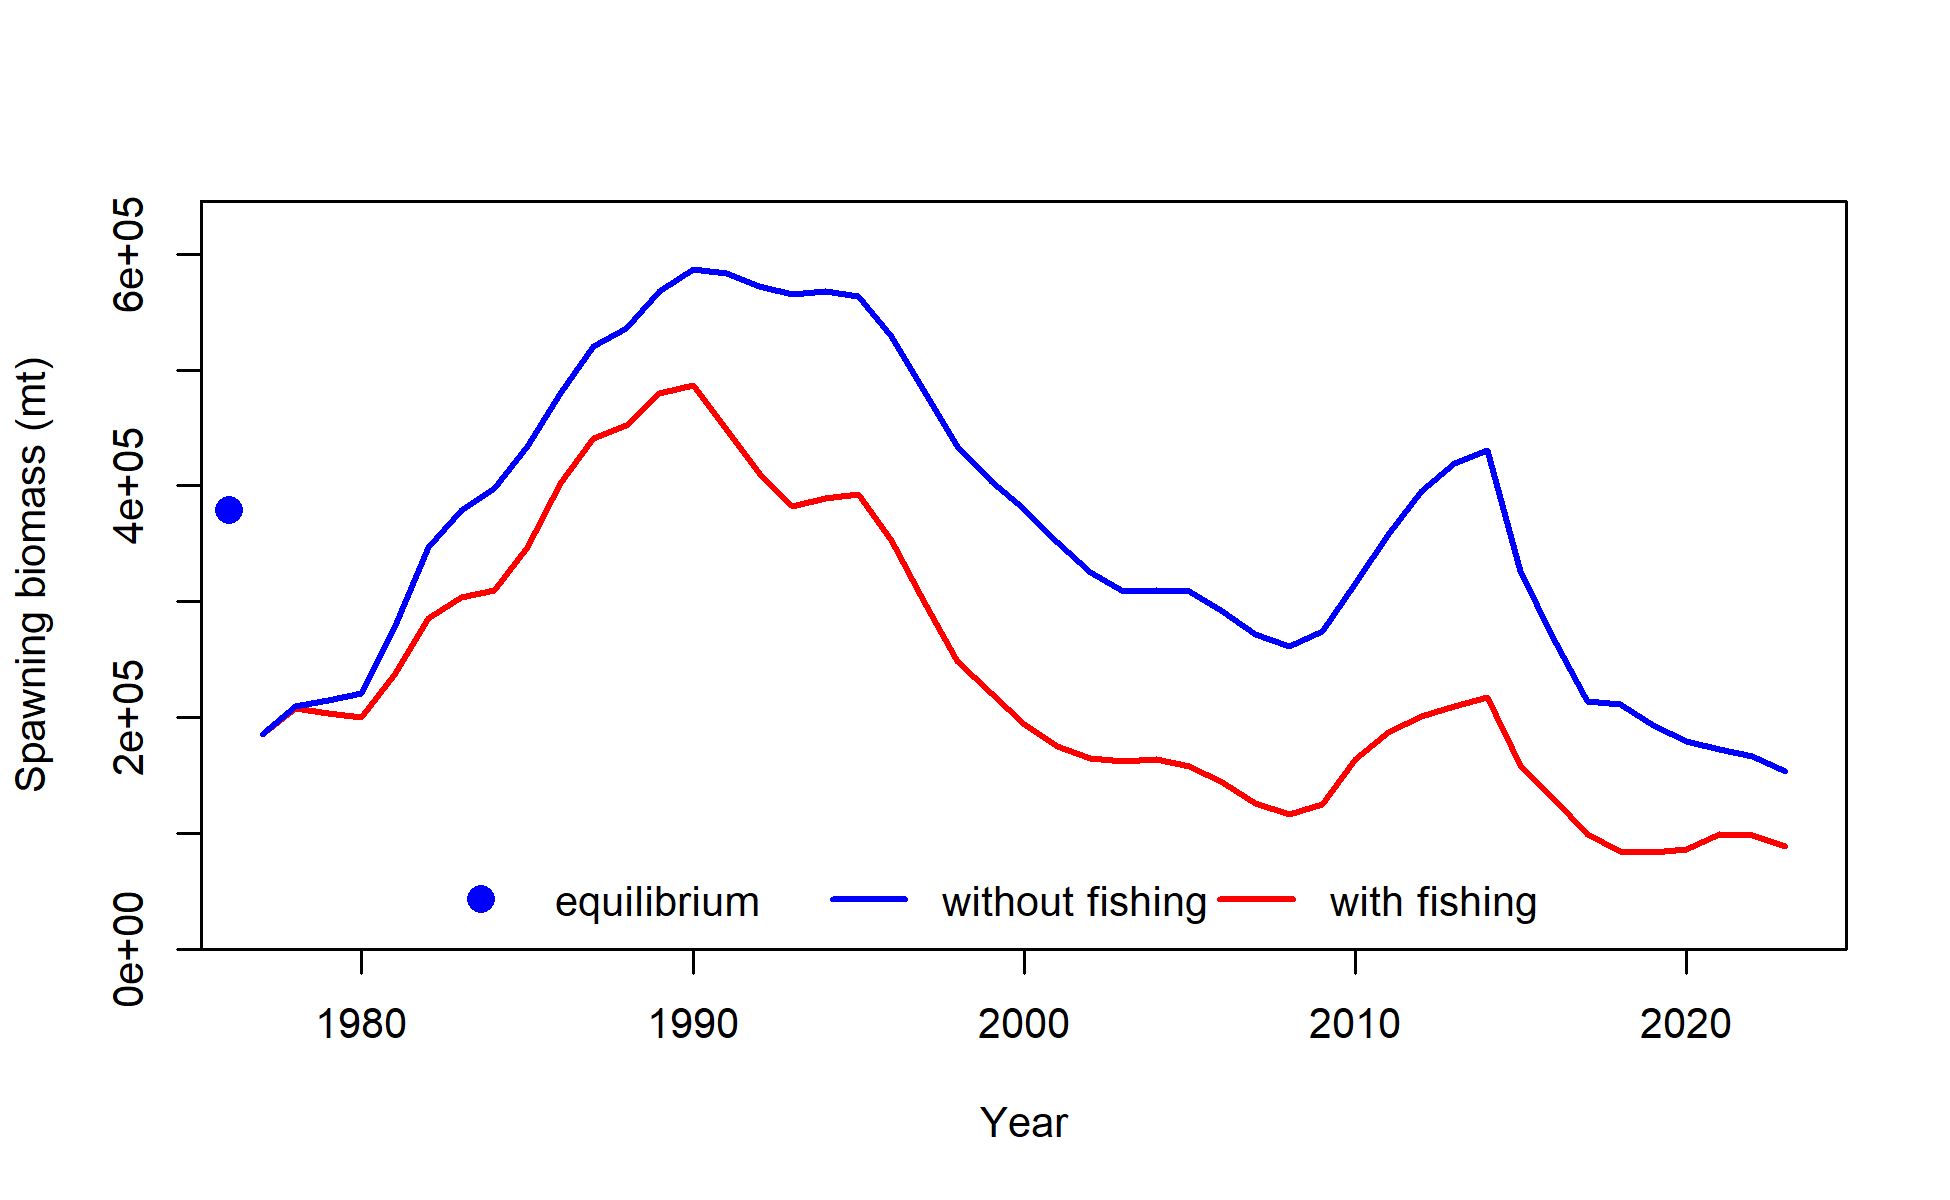 Spawning biomass (mt)
6e+05
4e+05
2e+05
0e+00
equilibrium without fishing with fishing
1980 1990 2000 2010 2020
Year